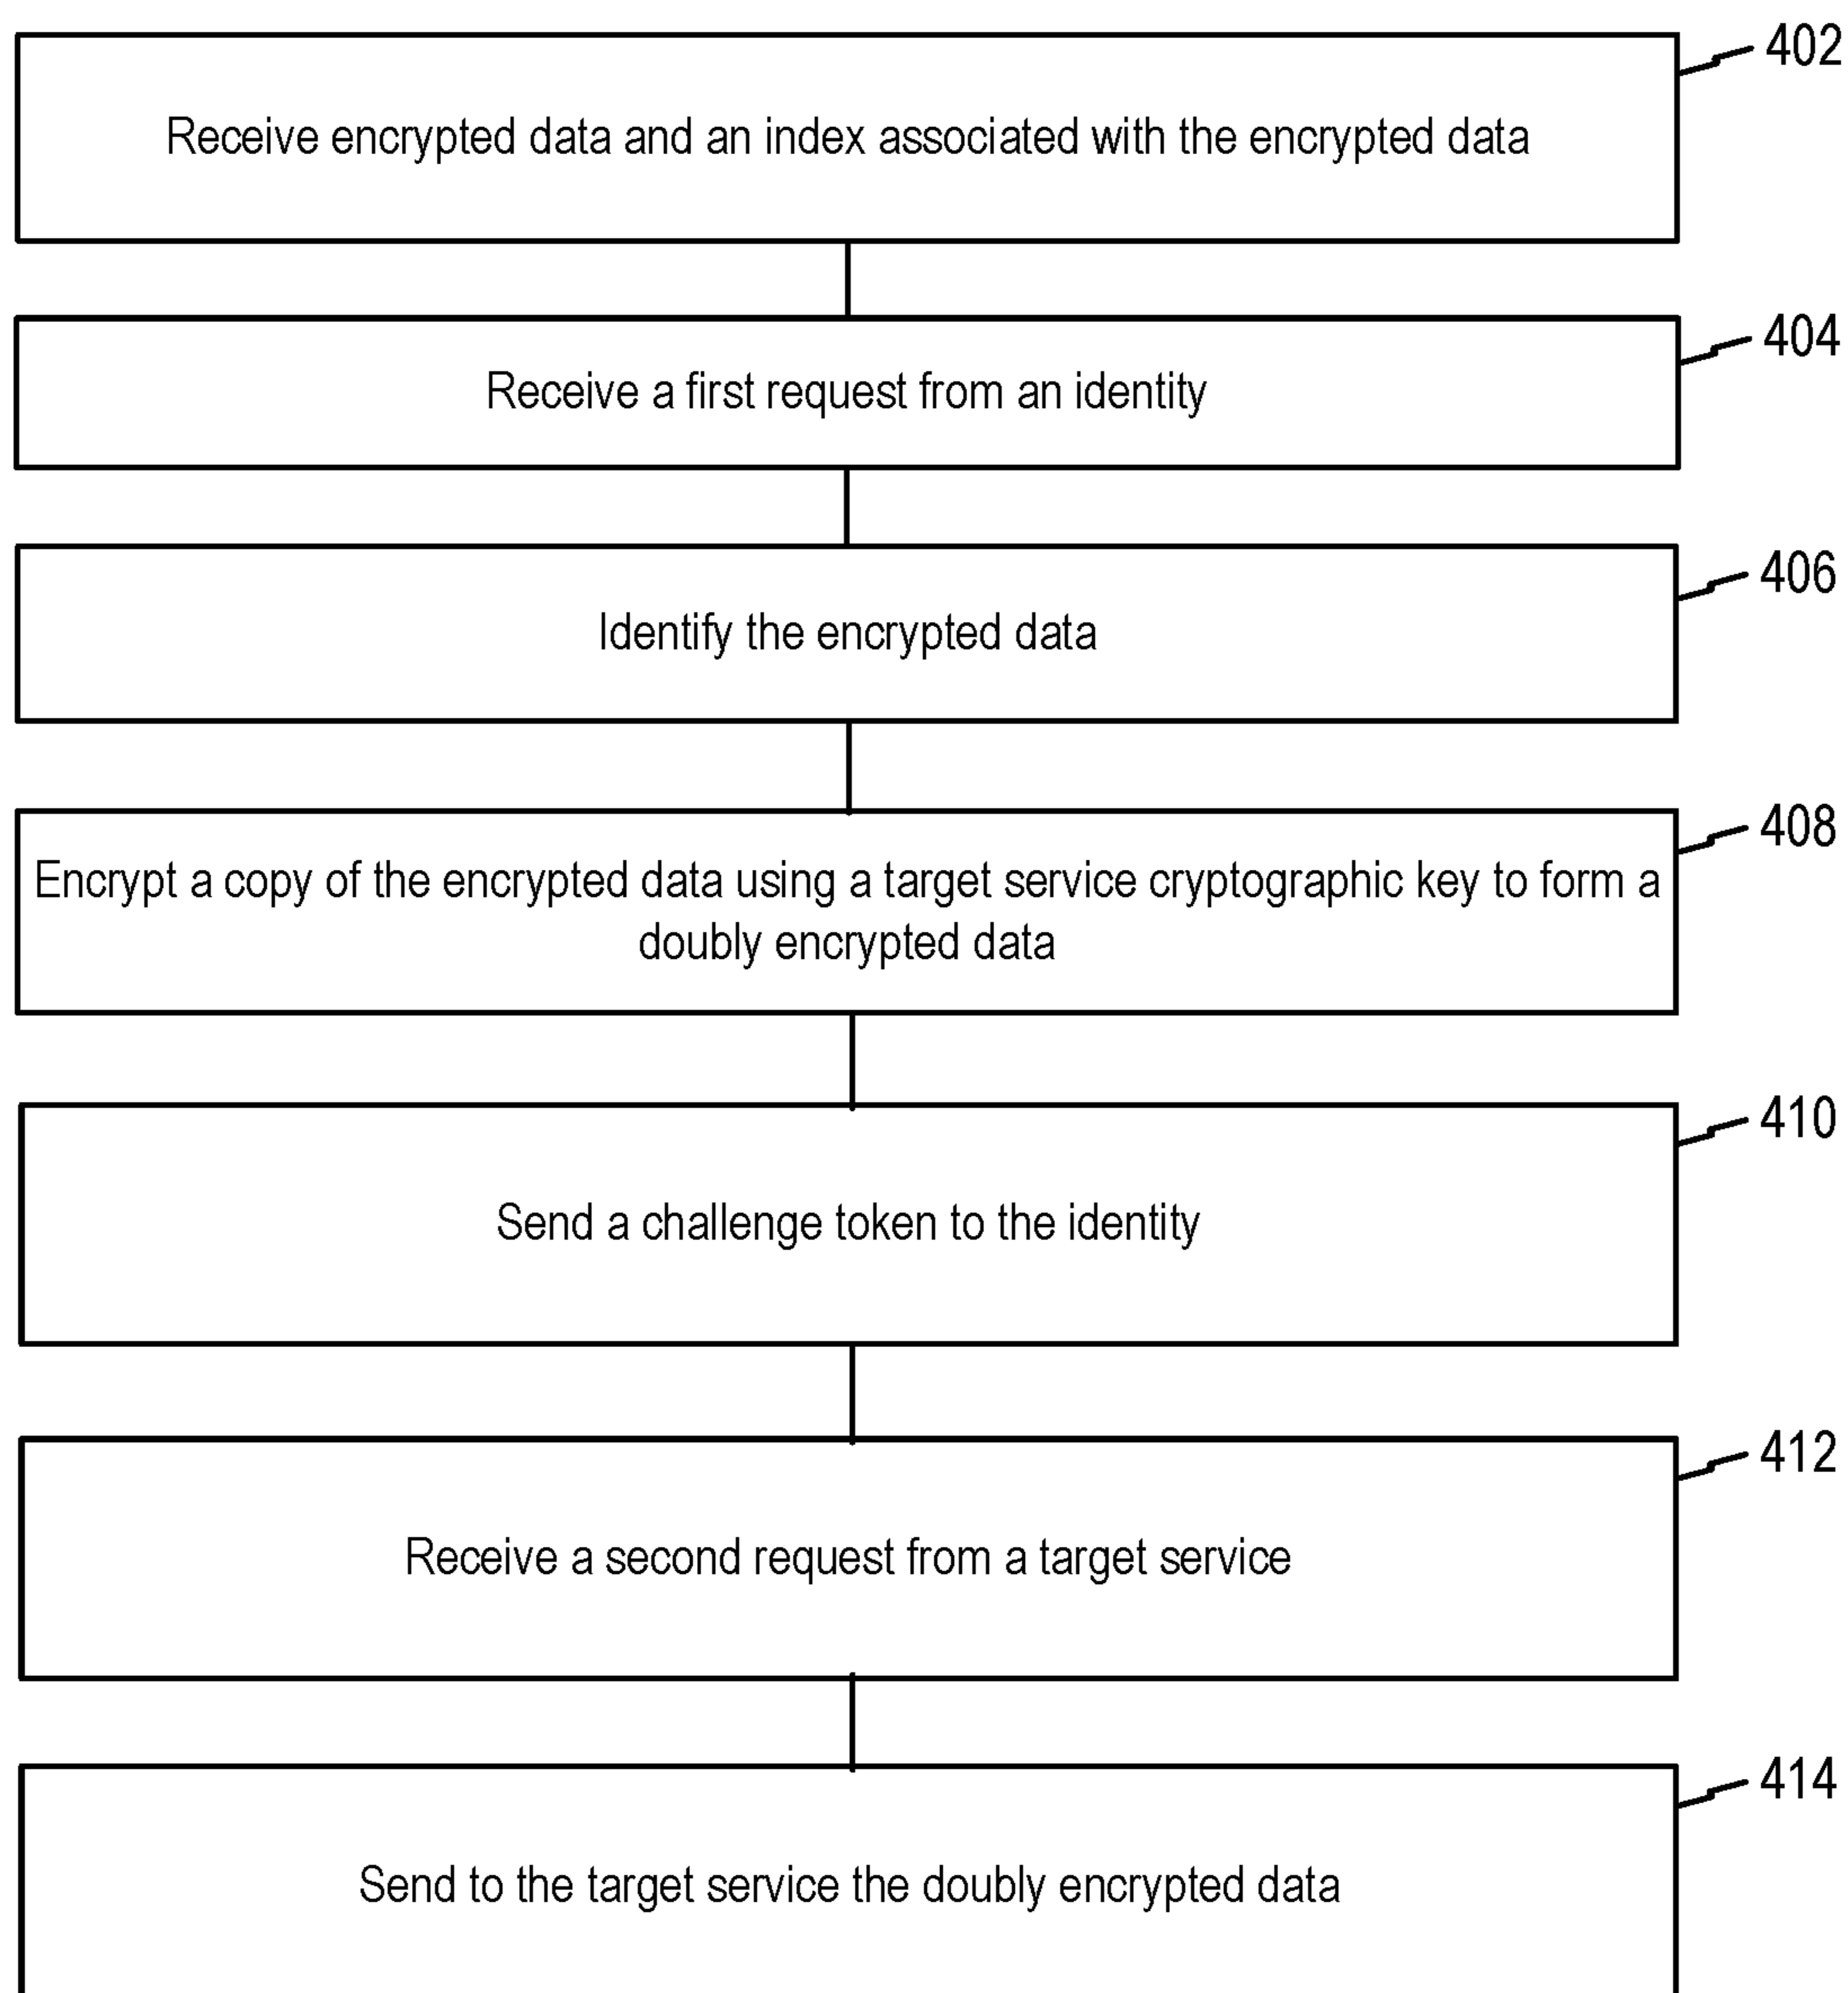 402
Receive encrypted data and an index associated with the encrypted data
404
Receive a first request from an identity
406
Identify the encrypted data
408
Encrypt a copy of the encrypted data using a target service cryptographic key to form a
doubly encrypted data
410
Send a challenge token to the identity
412
Receive a second request from a target service
414
Send to the target service the doubly encrypted data